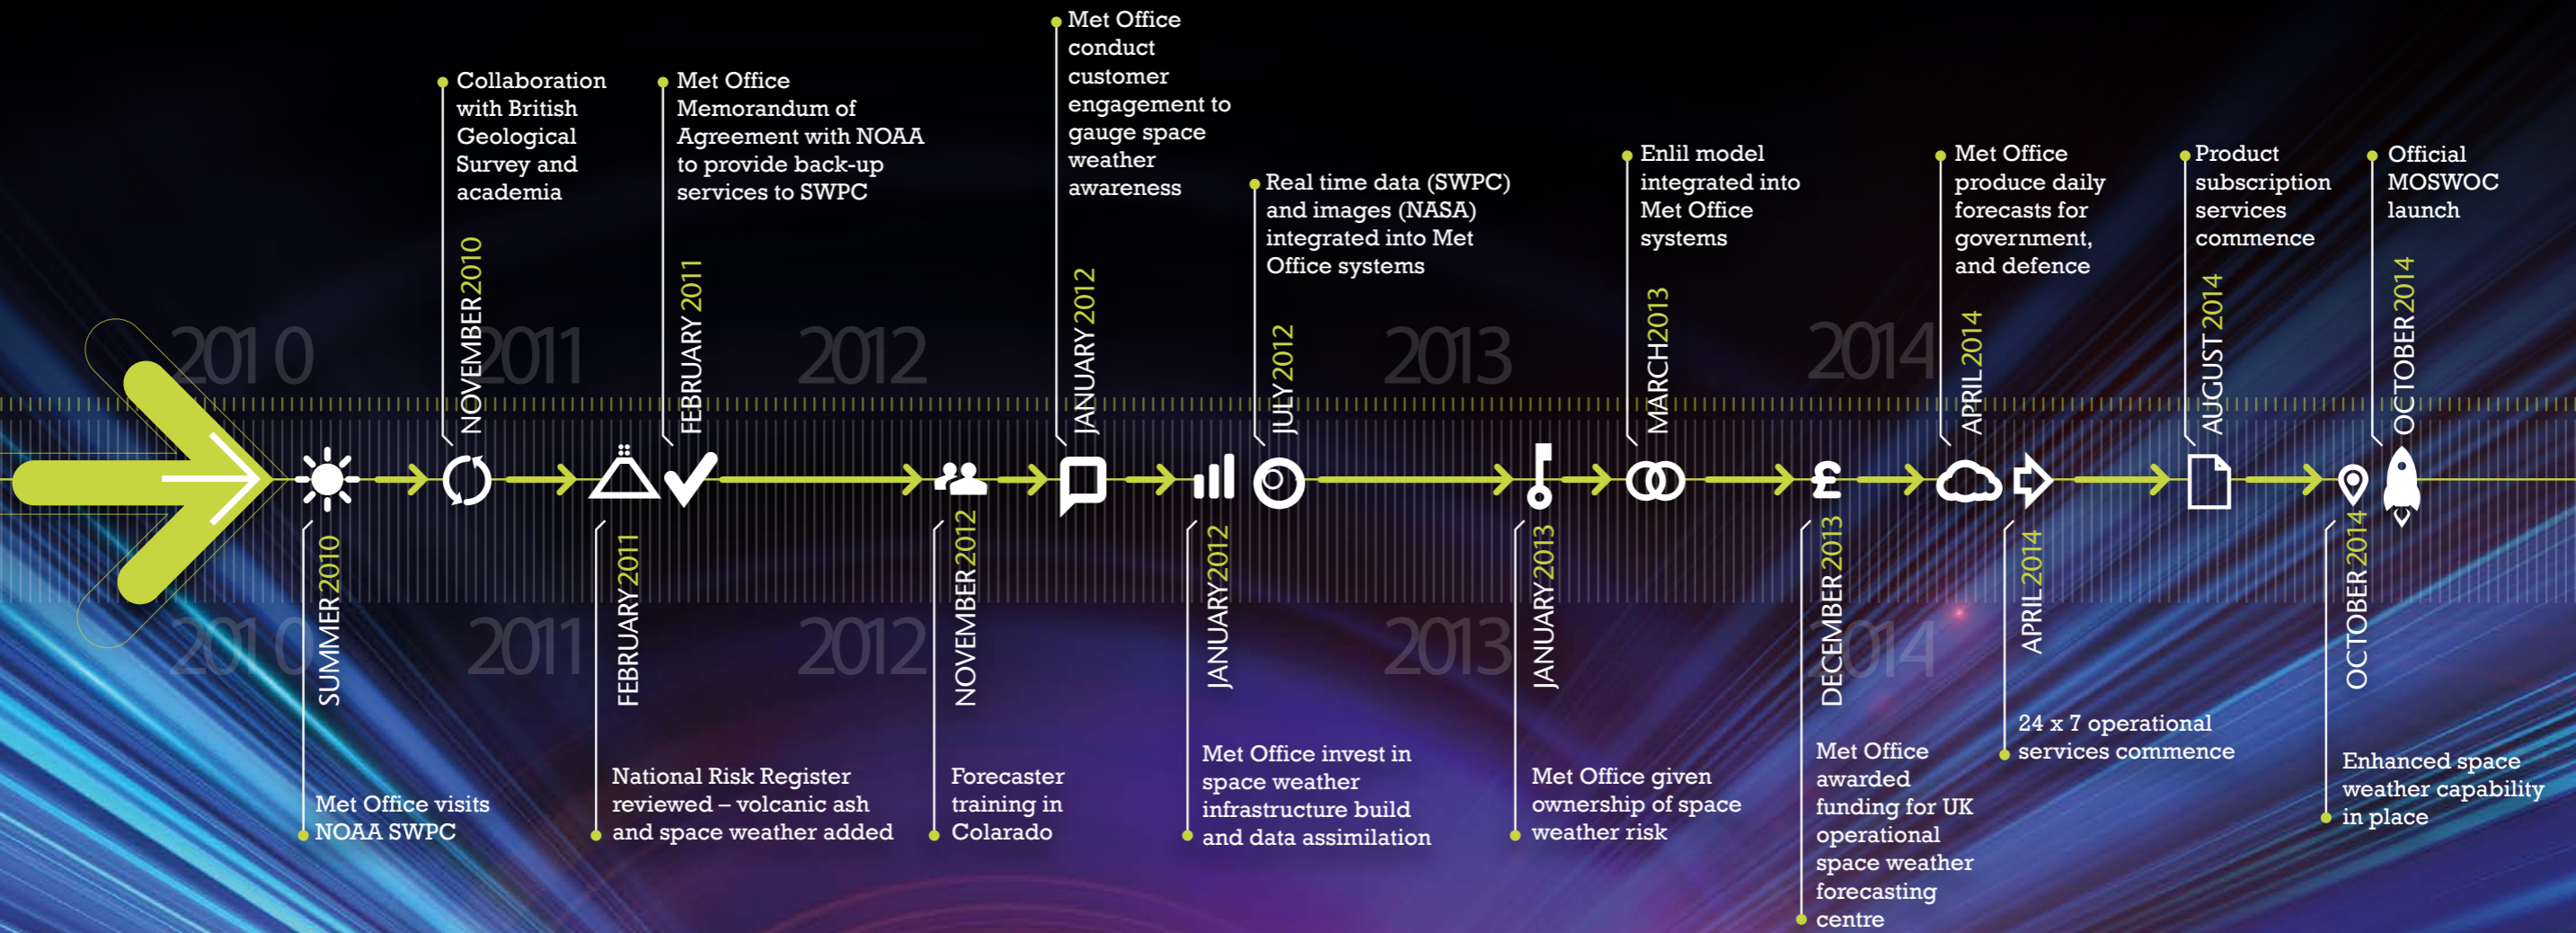 2010
2011
2012
2013
2014
SUMMER 2010
Met Office visits
NOAA SWPC
NOVEMBER 2010
Collaboration
with British
Geological
Survey and
academia
FEBRUARY 2011
National Risk Register
reviewed – volcanic ash
and space weather added
FEBRUARY 2011
Met Office
Memorandum of
Agreement with NOAA
to provide back-up
services to SWPC
NOVEMBER 2012
Forecaster
training in
Colarado
JANUARY 2012
Met Office
conduct
customer
engagement to
gauge space
weather
awareness
JANUARY 2012
Met Office invest in
space weather
infrastructure build
and data assimilation
JULY 2012
Real time data (SWPC)
and images (NASA)
integrated into Met
Office systems
JANUARY 2013
Met Office given
ownership of space
weather risk
MARCH 2013
Enlil model
integrated into
Met Office
systems
£
DECEMBER 2013
Met Office
awarded
funding for UK
operational
space weather
forecasting
centre
APRIL 2014
Met Office
produce daily
forecasts for
government,
and defence
APRIL 2014
24 x 7 operational
services commence
AUGUST 2014
Product
subscription
services
commence
OCTOBER 2014
Enhanced space
weather capability
in place
OCTOBER 2014
Official
MOSWOC
launch
2010
2011
2012
2013
2014